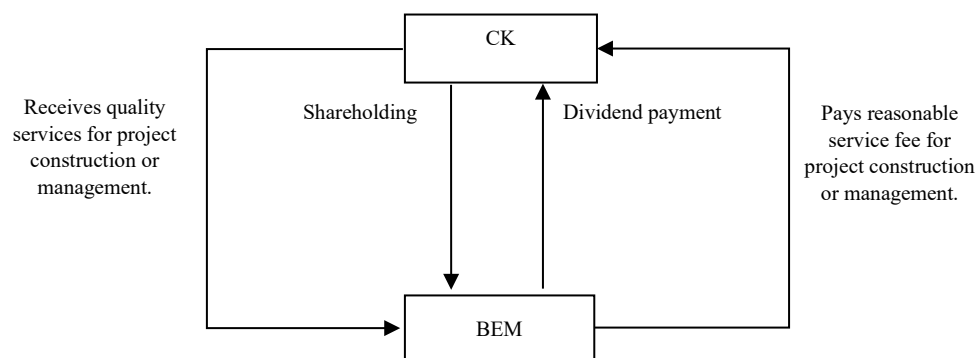 CK
Receives quality
services for project
construction or
management.
Shareholding
Dividend payment
Pays reasonable
service fee for
project construction
or management.
BEM